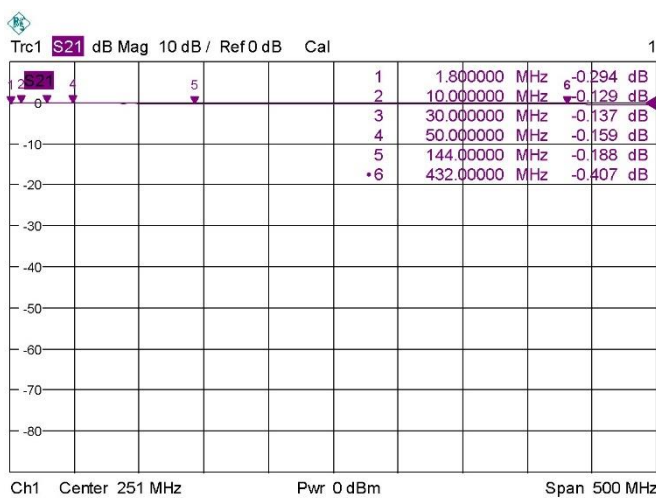 Trc1 S21 dB Mag 10 dB / Ref 0 dB Cal 1
S21
1 2 4 5 6
1 1.800000 MHz -0.294 dB
2 10.000000 MHz -0.129 dB
3 30.000000 MHz -0.137 dB
4 50.000000 MHz -0.159 dB
5 144.00000 MHz -0.188 dB
•6 432.00000 MHz -0.407 dB
0
-10
-20
-30
-40
-50
-60
-70
-80
Ch1 Center 251 MHz Pwr 0 dBm Span 500 MHz